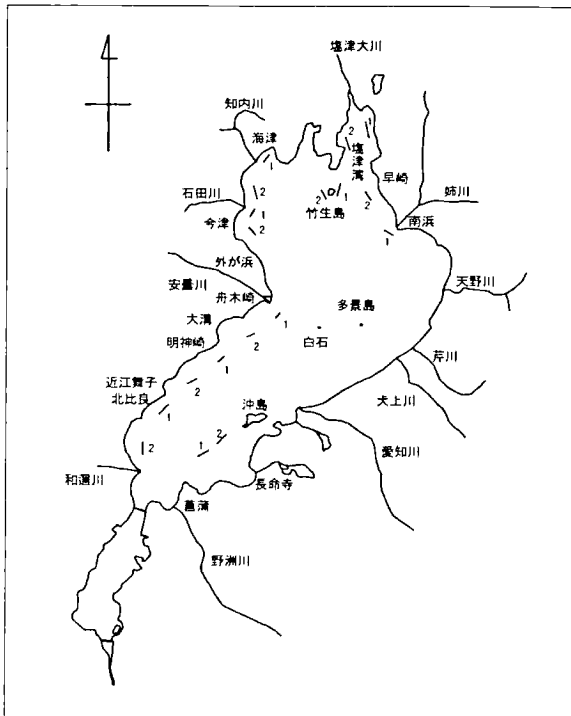 塩津大川
知内川
海津
2
1
1
塩津湾
石田川
2
早崎
姉川
竹生島
2
1
2
今津
1
2
南浜
1
外が浜
天野川
安曇川
舟木崎
多景島
大溝
1
白石
明神崎
2
芹川
1
近江舞子
2
北比良
沖島
犬上川
1
2
愛知川
2
1
和邇川
長命寺
菖蒲
野洲川